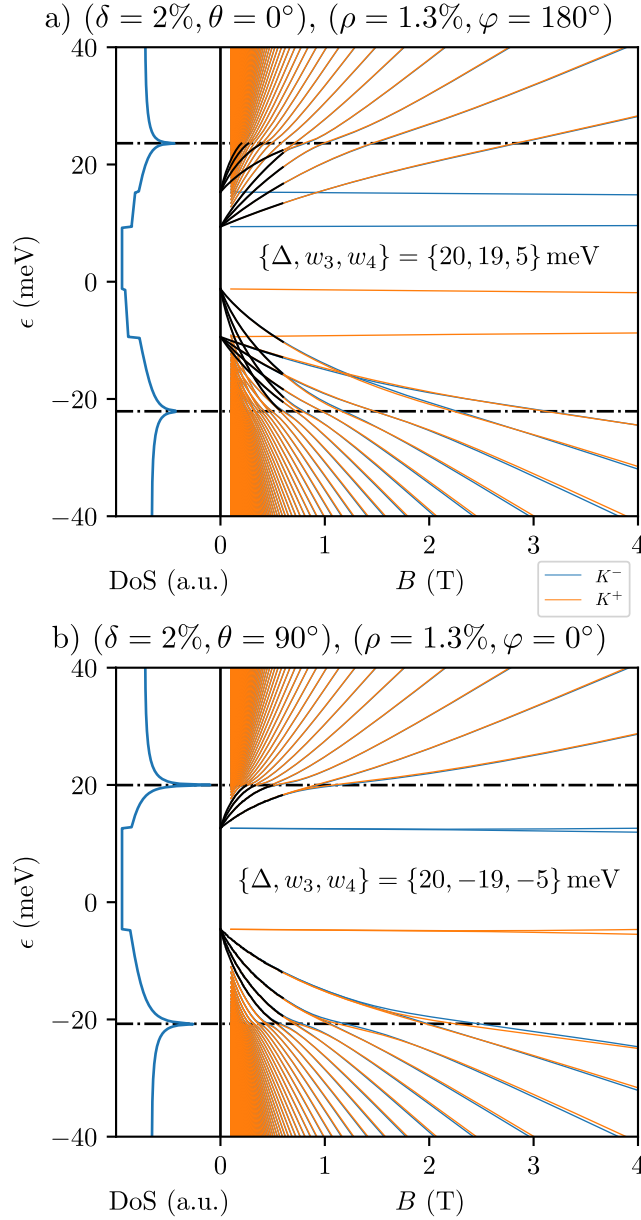 a) (δ = 2%, θ = 0°), (ρ = 1.3%, φ = 180°)
40
20
0
−20
−40
ϵ (meV)
{Δ, w₃, w₄} = {20, 19, 5} meV
1
2
3
4
DoS (a.u.)
B (T)
K⁻
K⁺
b) (δ = 2%, θ = 90°), (ρ = 1.3%, φ = 0°)
40
20
0
−20
−40
ϵ (meV)
{Δ, w₃, w₄} = {20, −19, −5} meV
0
1
2
3
4
DoS (a.u.)
B (T)